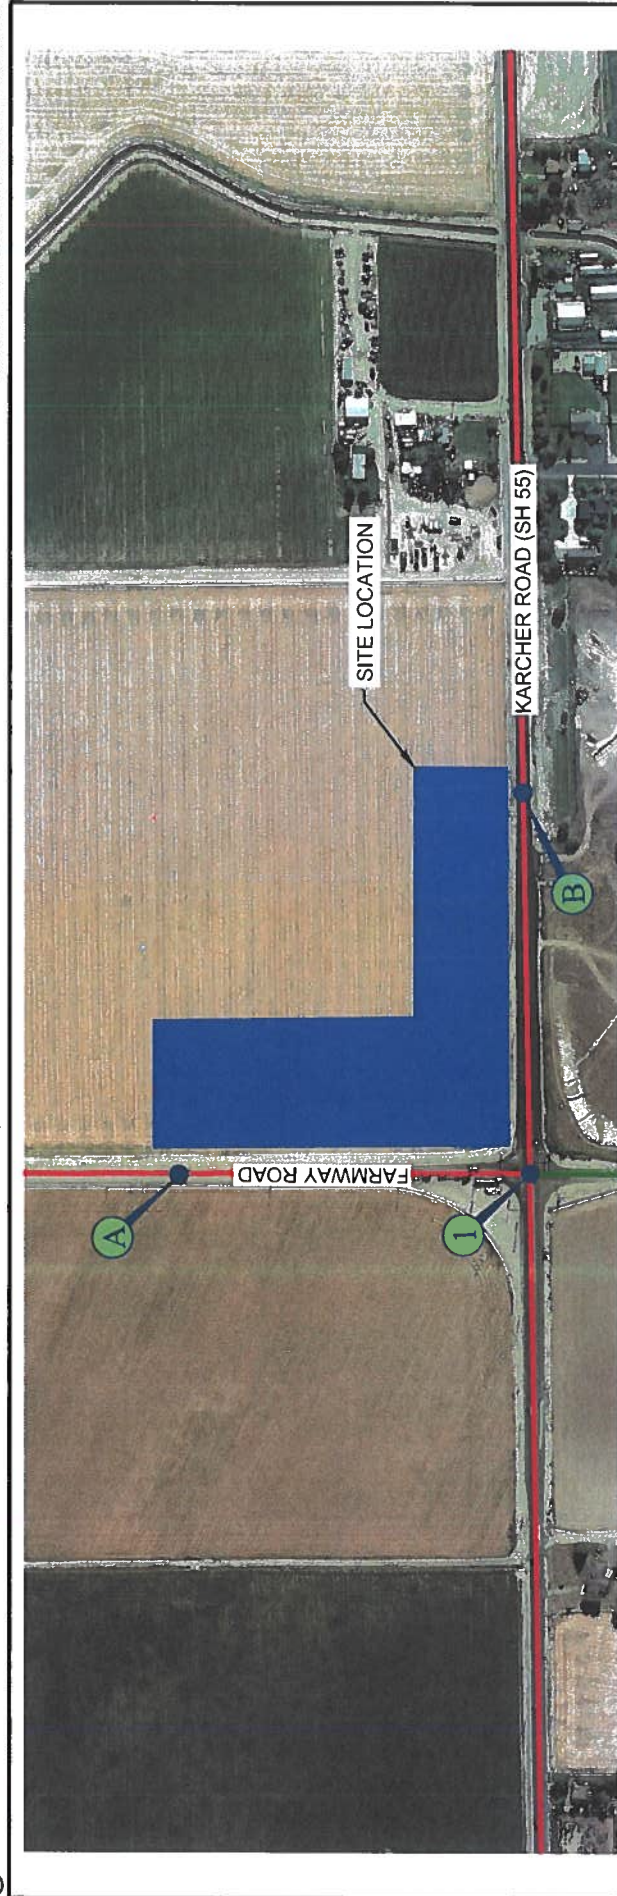 SITE LOCATION
KARCHER ROAD (SH 55)
FARMWAY ROAD
A
1
B